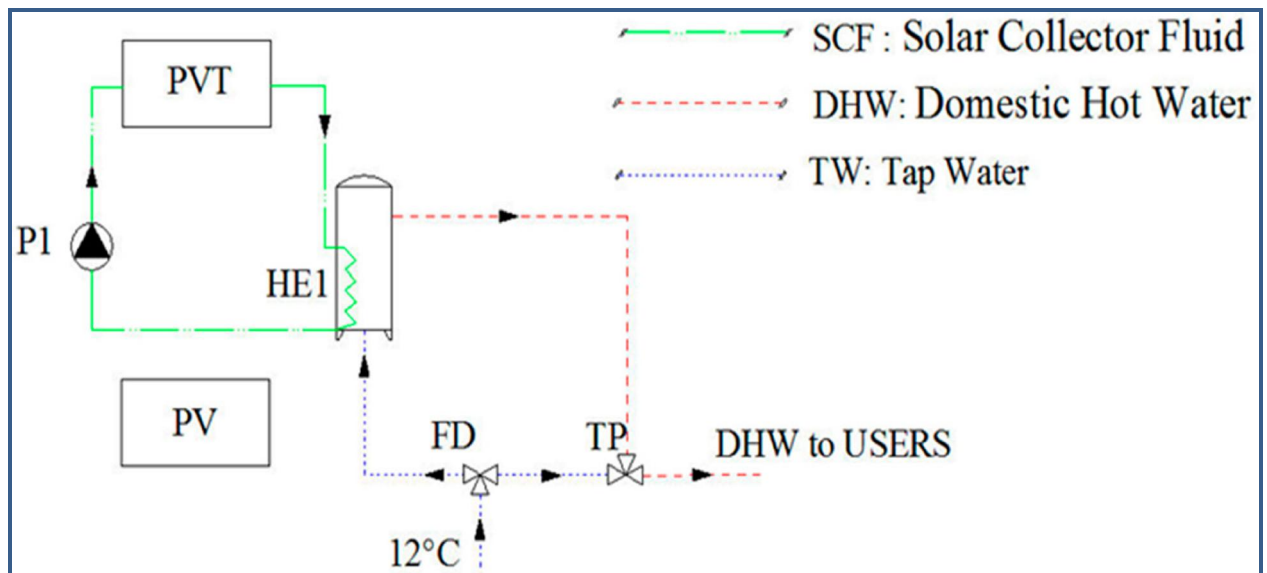 PVT
SCF : Solar Collector Fluid
DHW: Domestic Hot Water
TW: Tap Water
P1
HE1
PV
FD
TP
DHW to USERS
12°C